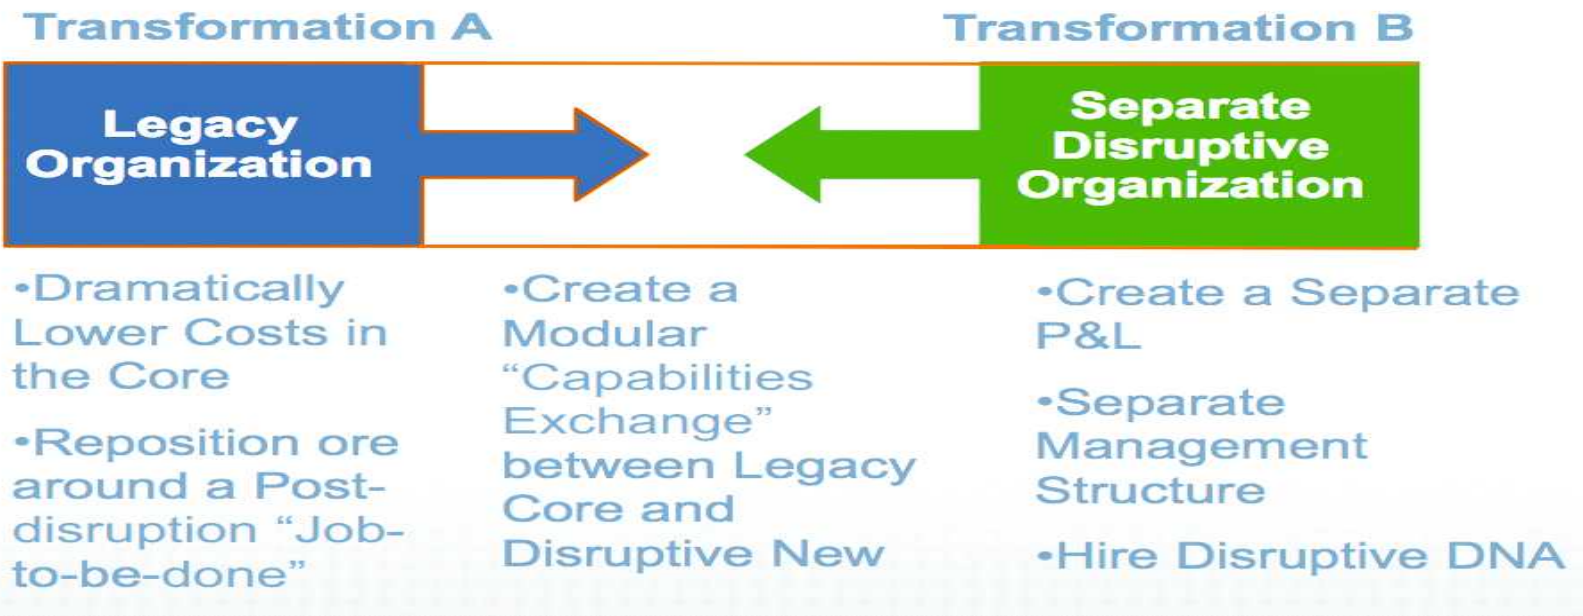 Transformation A
Transformation B
Legacy
Organization
Separate
Disruptive
Organization
•Dramatically
Lower Costs in
the Core
•Reposition ore
around a Post-
disruption “Job-
to-be-done”
•Create a
Modular
“Capabilities
Exchange”
between Legacy
Core and
Disruptive New
•Create a Separate
P&L
•Separate
Management
Structure
•Hire Disruptive DNA